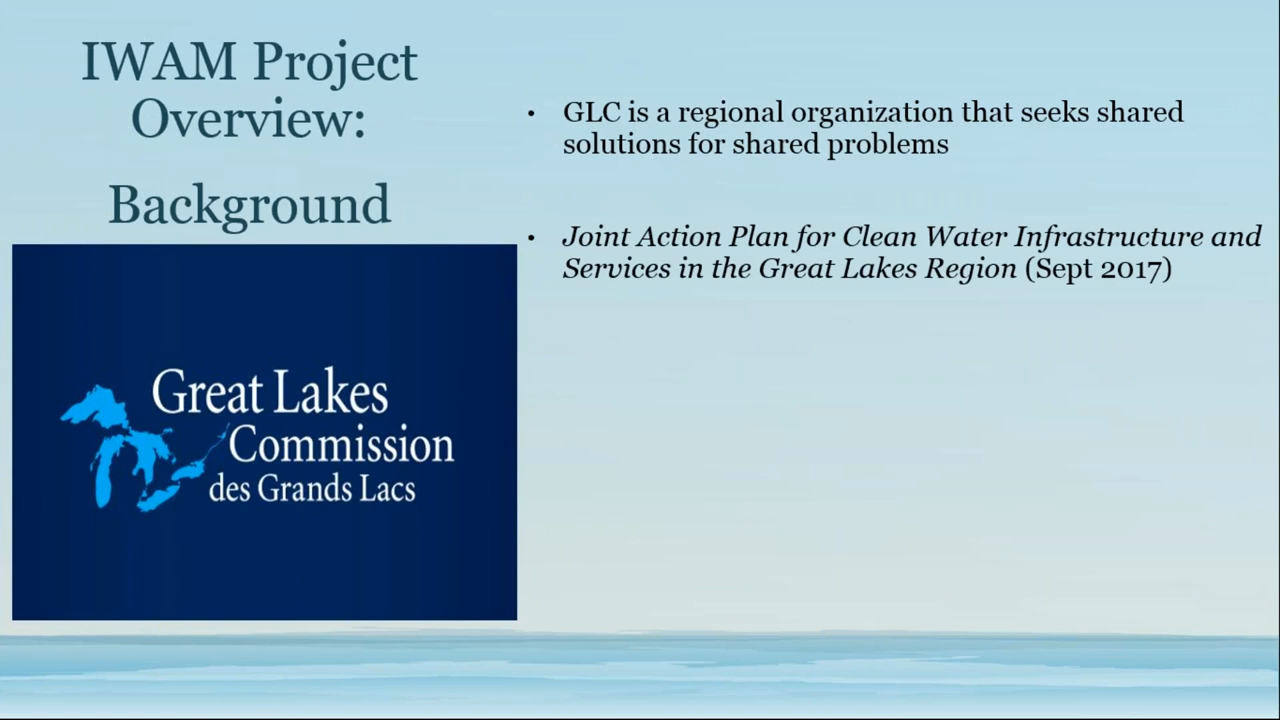 IWAM Project
Overview:
Background
• GLC is a regional organization that seeks shared
solutions for shared problems
• Joint Action Plan for Clean Water Infrastructure and
Services in the Great Lakes Region (Sept 2017)
Great Lakes
Commission
des Grands Lacs